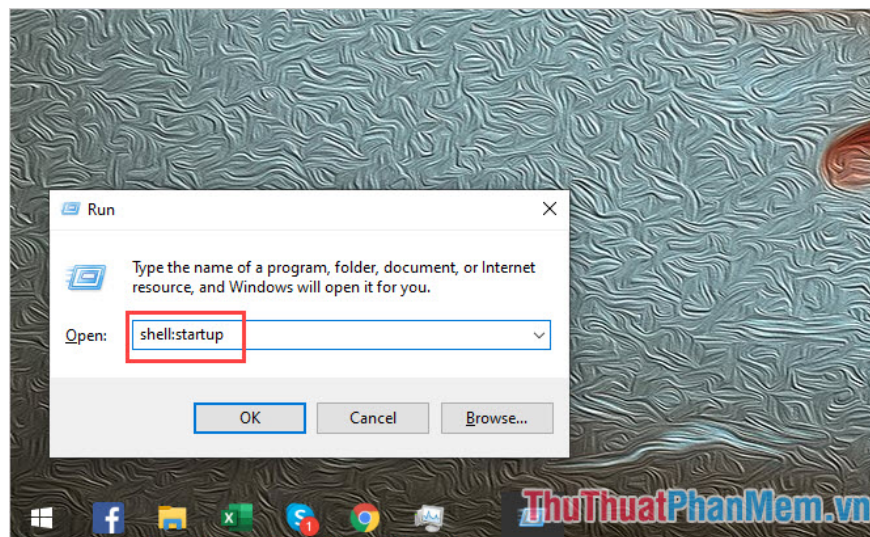 Run
Type the name of a program, folder, document, or Internet
resource, and Windows will open it for you.
Open: shell:startup
OK Cancel Browse...
1
ThuThuatPhanMem.vn